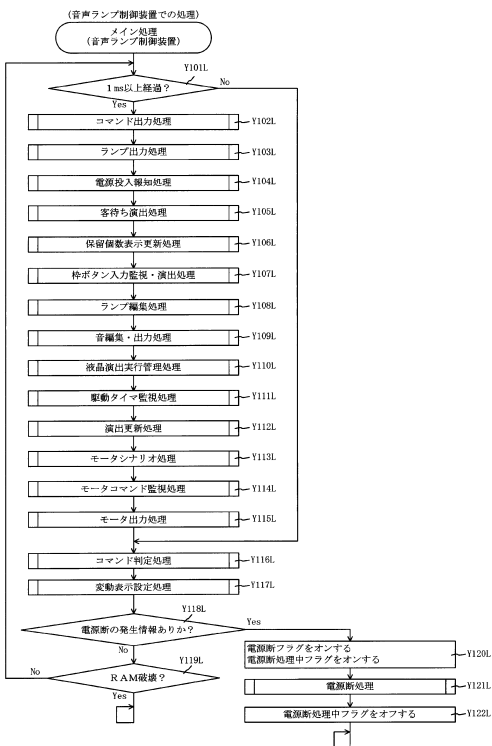 (音声ランプ制御装置での処理)
メイン処理
(音声ランプ制御装置)
Y101L
1ms以上経過?
No
Yes
コマンド出力処理
Y102L
ランプ出力処理
Y103L
電源投入報知処理
Y104L
客待ち演出処理
Y105L
保留個数表示更新処理
Y106L
枠ボタン入力監視・演出処理
Y107L
ランプ編集処理
Y108L
音編集・出力処理
Y109L
液晶演出実行管理処理
Y110L
駆動タイマ監視処理
Y111L
演出更新処理
Y112L
モータシナリオ処理
Y113L
モータコマンド監視処理
Y114L
モータ出力処理
Y115L
コマンド判定処理
Y116L
変動表示設定処理
Y117L
Y118L
電源断の発生情報ありか?
Yes
No
電源断フラグをオンする
電源断処理中フラグをオンする
Y120L
Y119L
No
RAM破壊?
Yes
電源断処理
Y121L
電源断処理中フラグをオフする
Y122L